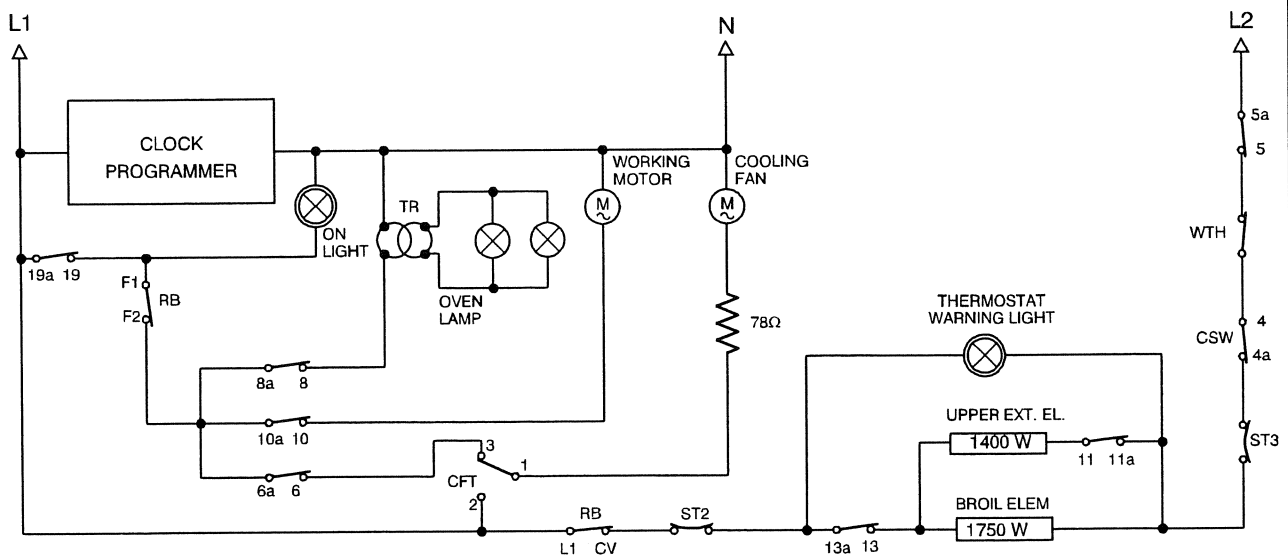 L1
N
L2
CLOCK
PROGRAMMER
5a
5
WORKING
MOTOR
COOLING
FAN
M
~
M
~
TR
ON
LIGHT
WTH
19a 19
F1
RB
F2
OVEN
LAMP
78Ω
THERMOSTAT
WARNING LIGHT
4
CSW
4a
8a 8
10a 10
UPPER EXT. EL.
1400 W
11 11a
ST3
6a 6
3
CFT
1
2
RB
L1 CV
ST2
13a 13
BROIL ELEM
1750 W